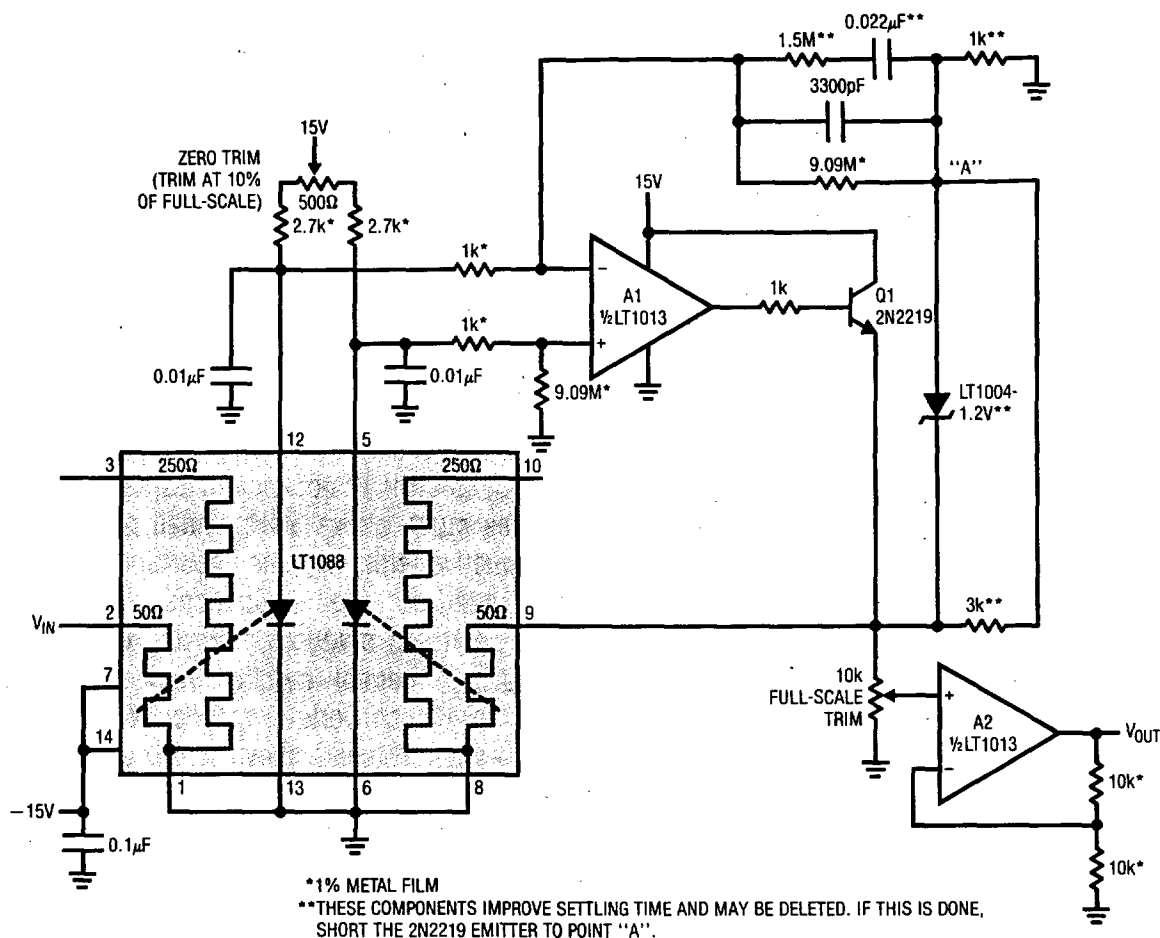 0.022μF**
1.5M**
1k**
3300pF
15V
ZERO TRIM
(TRIM AT 10%
OF FULL-SCALE)
500Ω
2.7k*
2.7k*
9.09M*
"A"
15V
1k*
−
A1
½LT1013
+
1k
Q1
2N2219
1k*
0.01μF
0.01μF
9.09M*
LT1004-
1.2V**
12
5
3
250Ω
250Ω
10
LT1088
VIN
2
50Ω
50Ω
9
3k**
7
10k
FULL-SCALE
TRIM
+
A2
½LT1013
−
VOUT
14
1
13
6
8
10k*
−15V
0.1μF
10k*
*1% METAL FILM
**THESE COMPONENTS IMPROVE SETTLING TIME AND MAY BE DELETED. IF THIS IS DONE,
SHORT THE 2N2219 EMITTER TO POINT "A".